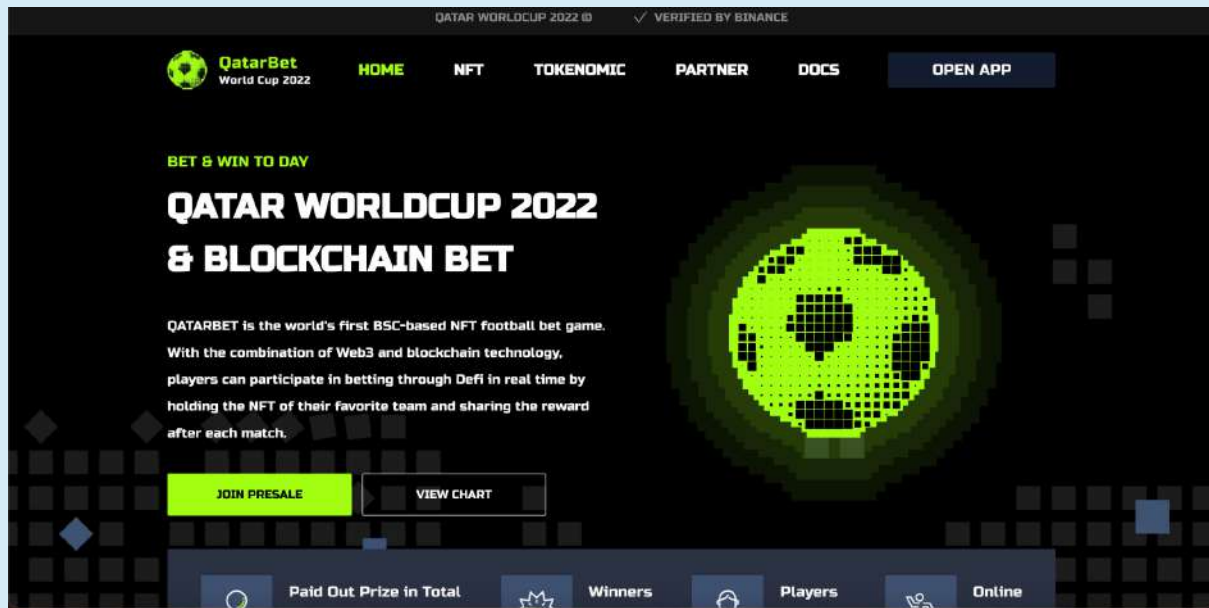 QATAR WORLDCUP 2022 ©
VERIFIED BY BINANCE
QatarBet
World Cup 2022
HOME
NFT
TOKENOMIC
PARTNER
DOCS
OPEN APP
BET & WIN TO DAY
QATAR WORLDCUP 2022
& BLOCKCHAIN BET
QATARBET is the world's first BSC-based NFT football bet game.
With the combination of Web3 and blockchain technology,
players can participate in betting through Defi in real time by
holding the NFT of their favorite team and sharing the reward
after each match.
JOIN PRESALE
VIEW CHART
Paid Out Prize in Total
Winners
Players
Online